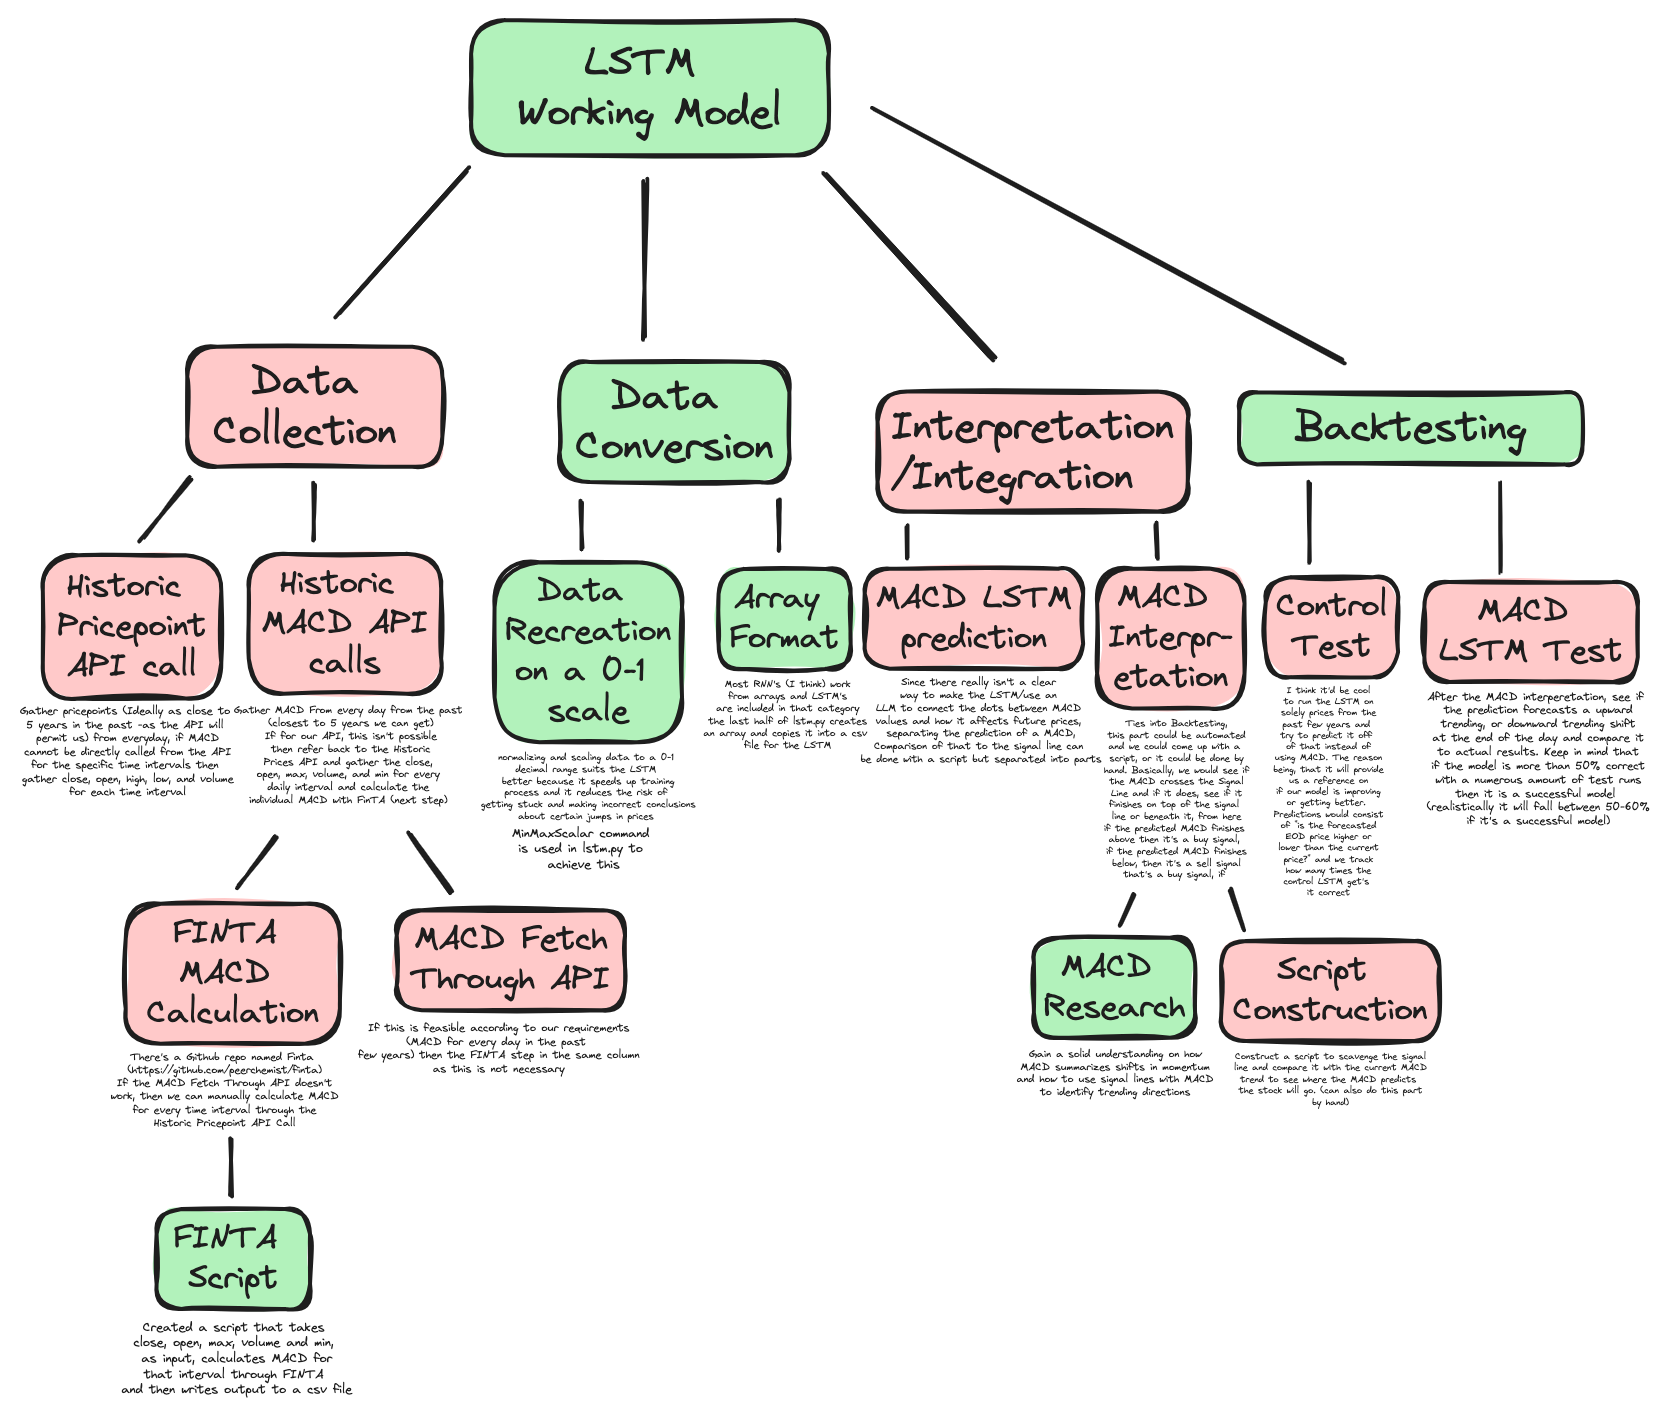 LSTM
Working Model
Data
Collection
Data
Conversion
Interpretation
/Integration
Backtesting
Historic
Pricepoint
API call
Gather pricepoints (Ideally as close to
5 years in the past -as the API will
permit us) from everyday, if MACD
cannot be directly called from the API
for the specific time intervals then
gather close, open, high, low, and volume
for each time interval
Historic
MACD API
calls
Gather MACD From every day from the past
(closest to 5 years we can get)
If for our API, this isn't possible
then refer back to the Historic
Prices API and gather the close,
open, max, volume, and min for every
daily interval and calculate the
individual MACD with FinTA (next step)
Data
Recreation
on a 0-1
scale
normalizing and scaling data to a 0-1
decimal range suits the LSTM
better because it speeds up training
process and it reduces the risk of
getting stuck and making incorrect conclusions
about certain jumps in prices
MinMaxScalar command
is used in lstm.py to
achieve this
Array
Format
Most RNN's (I think) work
from arrays and LSTM's
are included in that category
the last half of lstm.py creates
an array and copies it into a csv
file for the LSTM
MACD LSTM
prediction
Since there really isn't a clear
way to make the LSTM/use an
LLM to connect the dots between MACD
values and how it affects future prices,
separating the prediction of a MACD,
Comparison of that to the signal line can
be done with a script but separated into parts
MACD
Interpr-
etation
Ties into Backtesting,
this part could be automated
and we could come up with a
script, or it could be done by
hand. Basically, we would see if
the MACD crosses the Signal
Line and if it does, see if it
finishes on top of the signal
line or beneath it, from here
if the predicted MACD finishes
above then it's a buy signal,
if the predicted MACD finishes
below, then it's a sell signal
that's a buy signal, if
Control
Test
I think it'd be cool
to run the LSTM on
solely prices from the
past few years and
try to predict it off
of that instead of
using MACD. The reason
being, that it will provide
us a reference on
if our model is improving
or getting better.
Predictions would consist
of "is the forecasted
EOD price higher or
lower than the current
price?" and we track
how many times the
control LSTM get's
it correct
MACD
LSTM Test
After the MACD interperetation, see if
the prediction forecasts a upward
trending, or downward trending shift
at the end of the day and compare it
to actual results. Keep in mind that
if the model is more than 50% correct
with a numerous amount of test runs
then it is a successful model
(realistically it will fall between 50-60%
if it's a successful model)
FINTA
MACD
Calculation
There's a Github repo named Finta
(https://github.com/peerchemist/finta)
If the MACD Fetch Through API doesn't
work, then we can manually calculate MACD
for every time interval through the
Historic Pricepoint API Call
MACD Fetch
Through API
If this is feasible according to our requirements
(MACD for every day in the past
few years) then the FINTA step in the same column
as this is not necessary
MACD
Research
Gain a solid understanding on how
MACD summarizes shifts in momentum
and how to use signal lines with MACD
to identify trending directions
Script
Construction
Construct a script to scavenge the signal
line and compare it with the current MACD
trend to see where the MACD predicts
the stock will go. (can also do this part
by hand)
FINTA
Script
Created a script that takes
close, open, max, volume and min,
as input, calculates MACD for
that interval through FINTA
and then writes output to a csv file